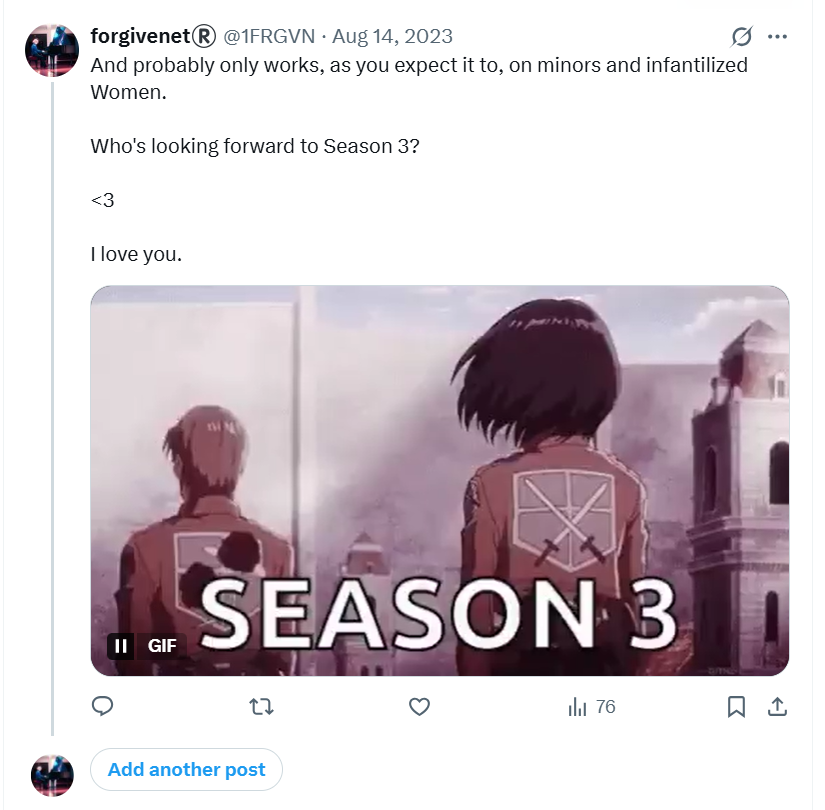 forgivenet® @1FRGVN · Aug 14, 2023
And probably only works, as you expect it to, on minors and infantilized
Women.
Who's looking forward to Season 3?
<3
I love you.
SEASON 3
GIF
76
Add another post